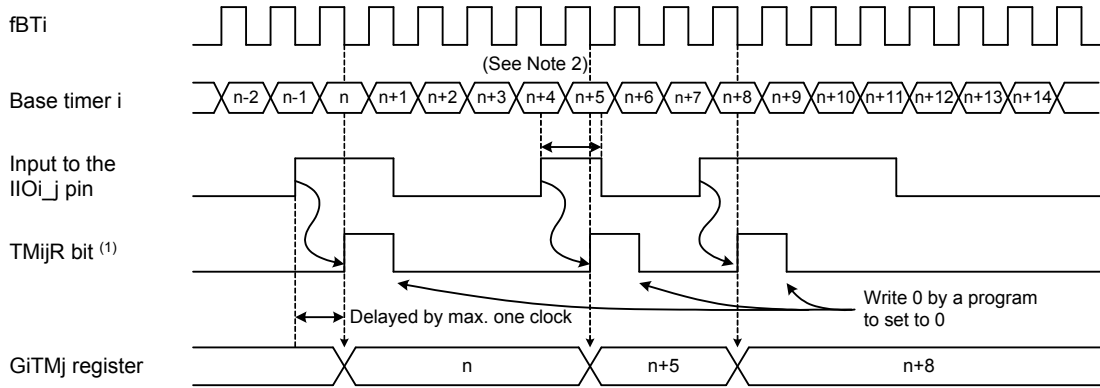 fBTi
(See Note 2)
Base timer i
n-2 n-1 n n+1 n+2 n+3 n+4 n+5 n+6 n+7 n+8 n+9 n+10 n+11 n+12 n+13 n+14
Input to the
IIOi_j pin
TMijR bit (1)
Delayed by max. one clock
Write 0 by a program
to set to 0
GiTMj register
n n+5 n+8